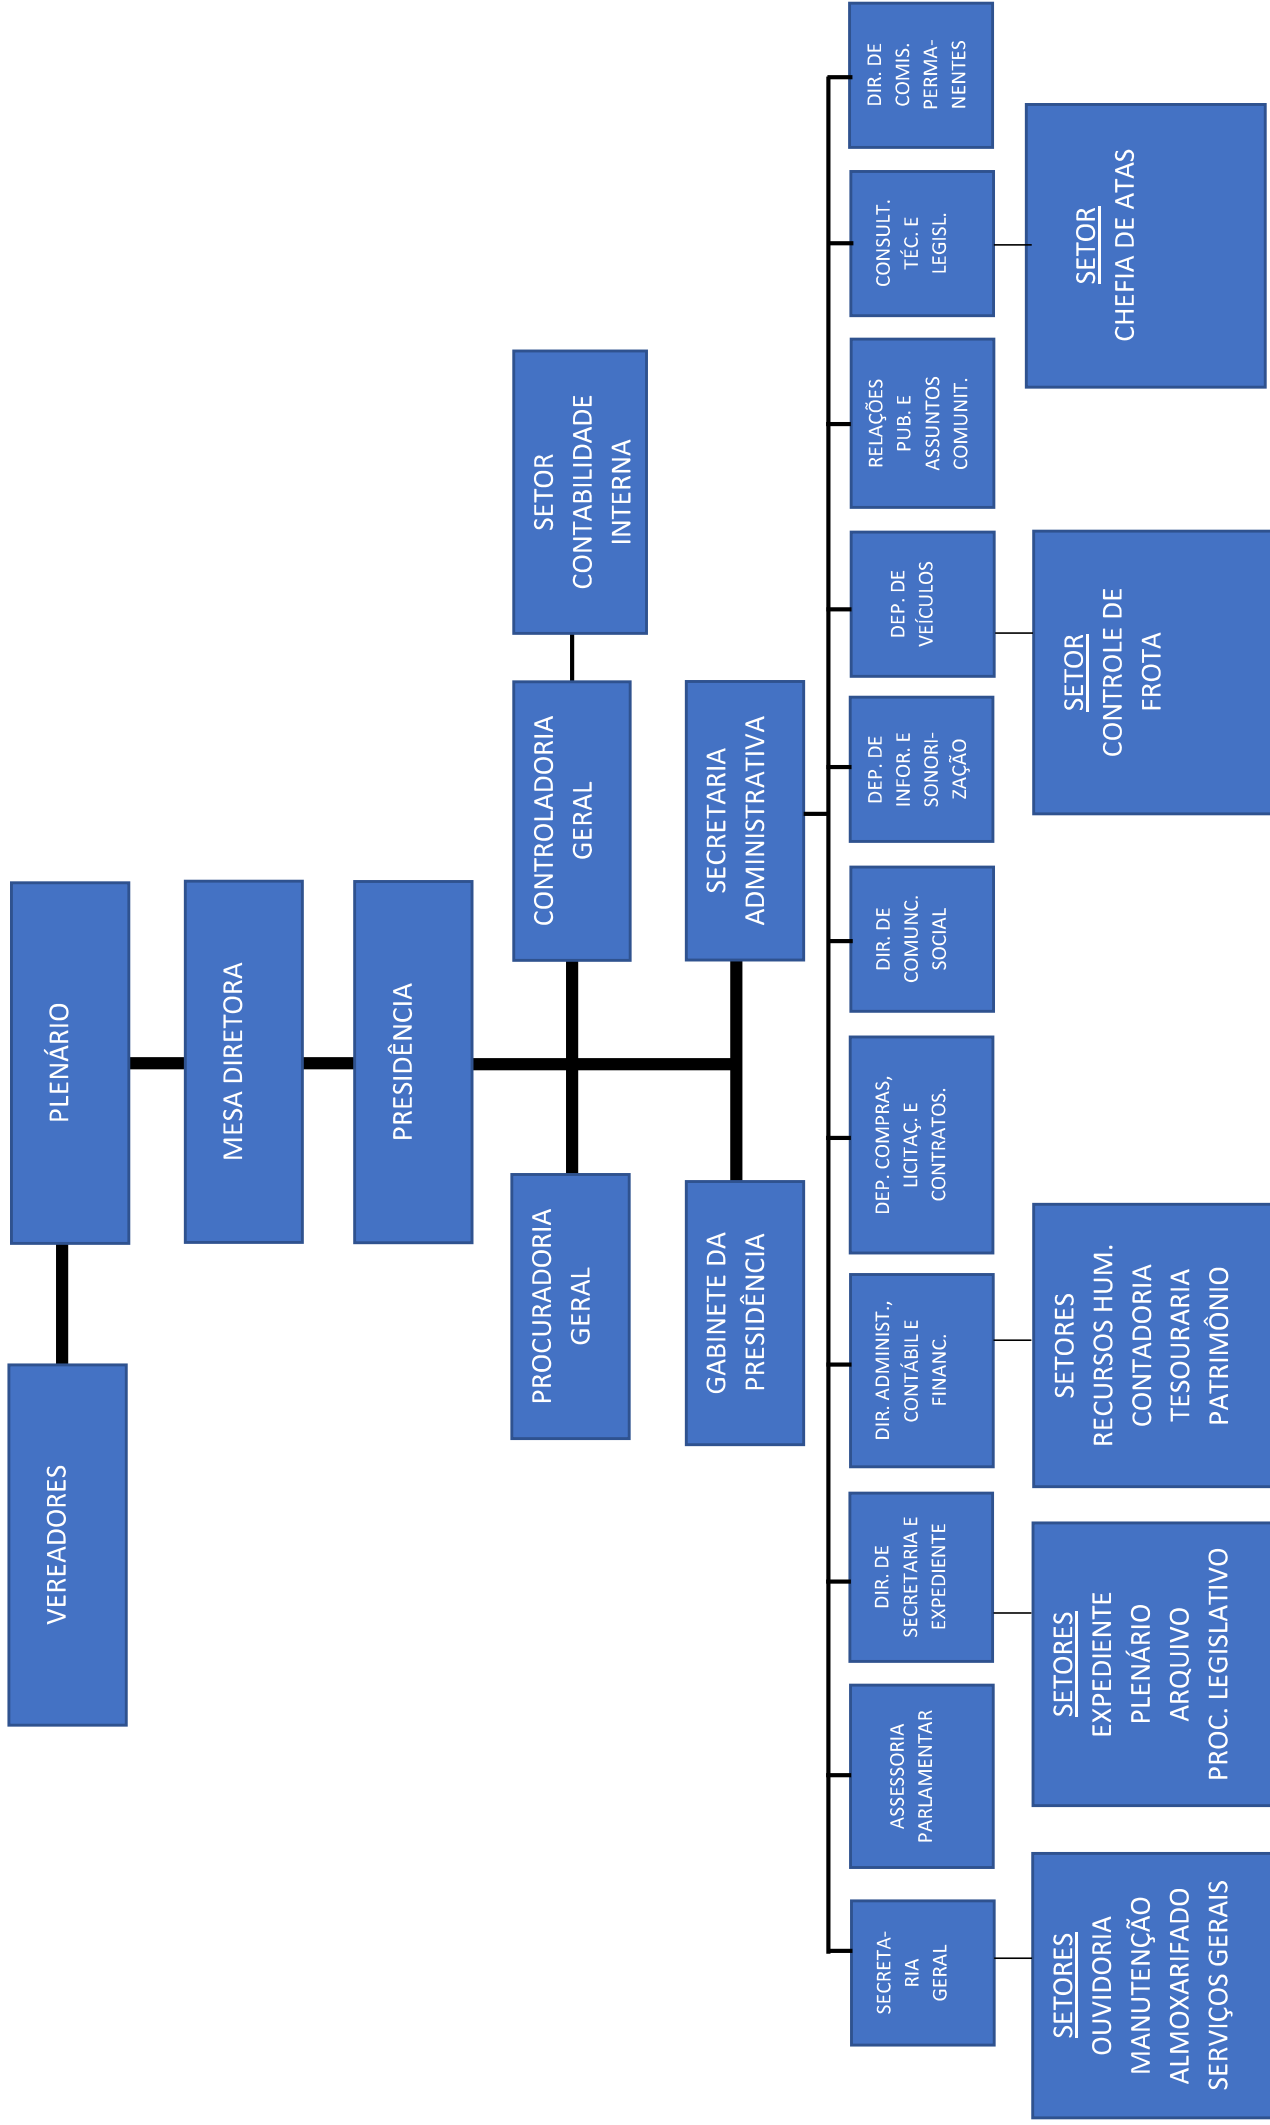 VEREADORES
PLENÁRIO
MESA DIRETORA
PRESIDÊNCIA
PROCURADORIA
GERAL
CONTROLADORIA
GERAL
SETOR
CONTABILIDADE
INTERNA
GABINETE DA
PRESIDÊNCIA
SECRETARIA
ADMINISTRATIVA
SECRETA-
RIA
GERAL
ASSESSORIA
PARLAMENTAR
DIR. DE
SECRETARIA E
EXPEDIENTE
DIR. ADMINIST.,
CONTÁBIL E
FINANC.
DEP. COMPRAS,
LICITAÇ. E
CONTRATOS.
DIR. DE
COMUNC.
SOCIAL
DEP. DE
INFOR. E
SONORI-
ZAÇÃO
DEP. DE
VEÍCULOS
RELAÇÕES
PUB. E
ASSUNTOS
COMUNIT.
CONSULT.
TÉC. E
LEGISL.
DIR. DE
COMIS.
PERMA-
NENTES
SETORES
OUVIDORIA
MANUTENÇÃO
ALMOXARIFADO
SERVIÇOS GERAIS
SETORES
EXPEDIENTE
PLENÁRIO
ARQUIVO
PROC. LEGISLATIVO
SETORES
RECURSOS HUM.
CONTADORIA
TESOURARIA
PATRIMÔNIO
SETOR
CONTROLE DE
FROTA
SETOR
CHEFIA DE ATAS